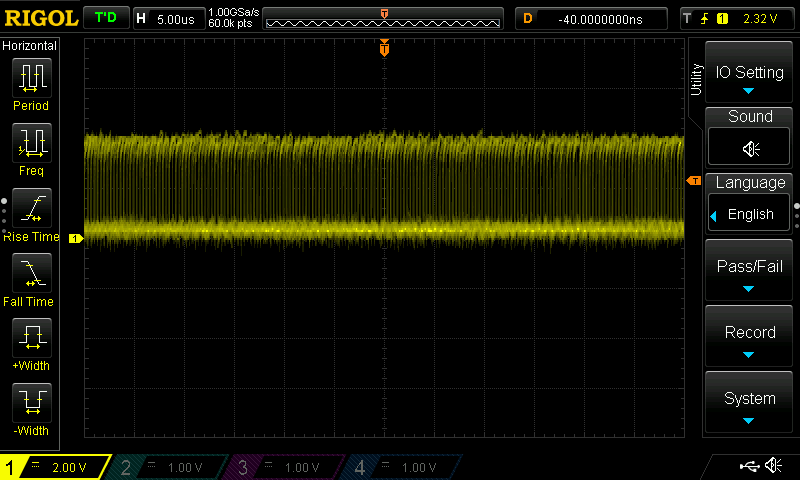 RIGOL T'D H 5.00us 1.00GSa/s 60.0k pts D -40.0000000ns T 1 2.32 V
Horizontal
Period
Freq
Rise Time
Fall Time
+Width
-Width
T
T
1
T
Utility
IO Setting
Sound
Language
English
Pass/Fail
Record
System
1 2.00 V 2 1.00 V 3 1.00 V 4 1.00 V